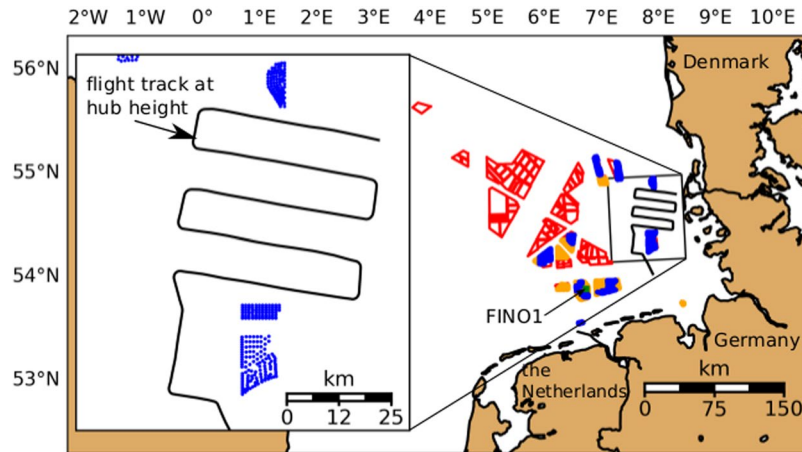 2°W 1°W 0° 1°E 2°E 3°E 4°E 5°E 6°E 7°E 8°E 9°E 10°E
56°N
55°N
54°N
53°N
flight track at
hub height
km
0 12 25
Denmark
FINO1
Germany
the
Netherlands
km
0 75 150